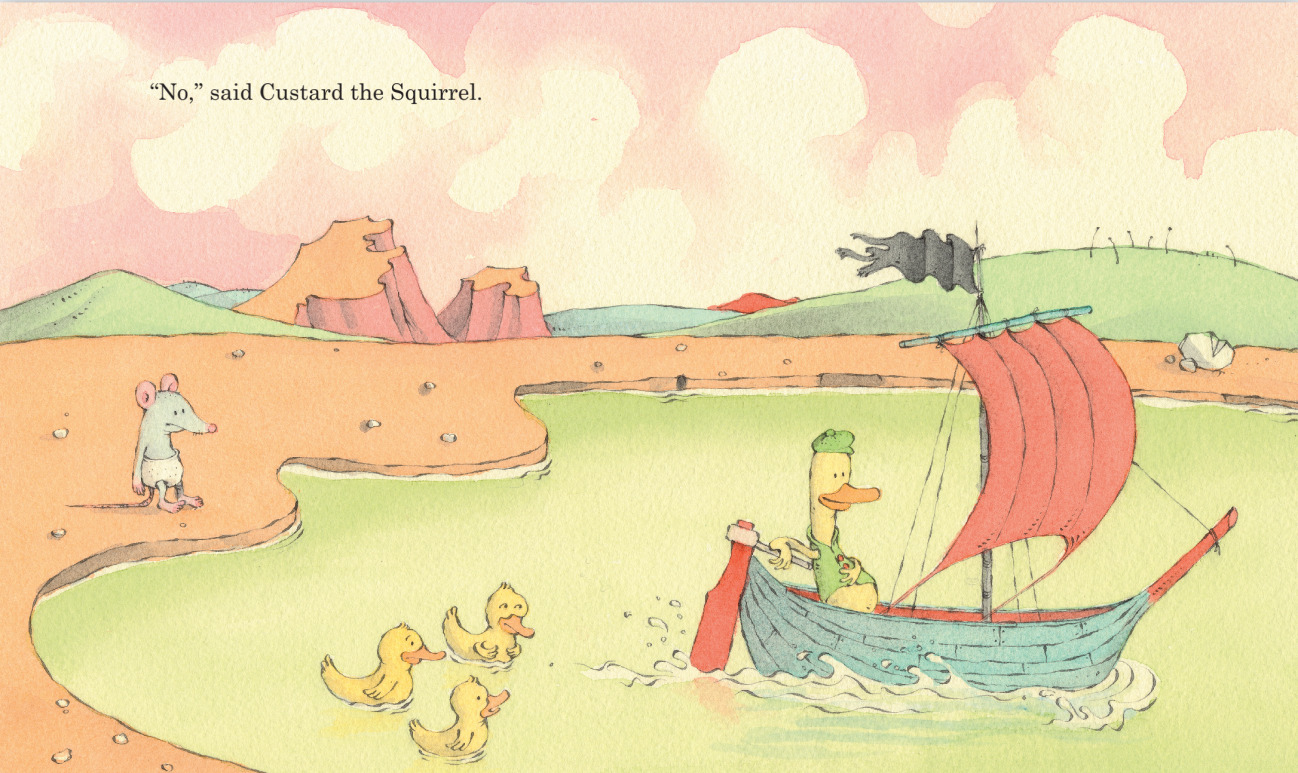 “No,” said Custard the Squirrel.